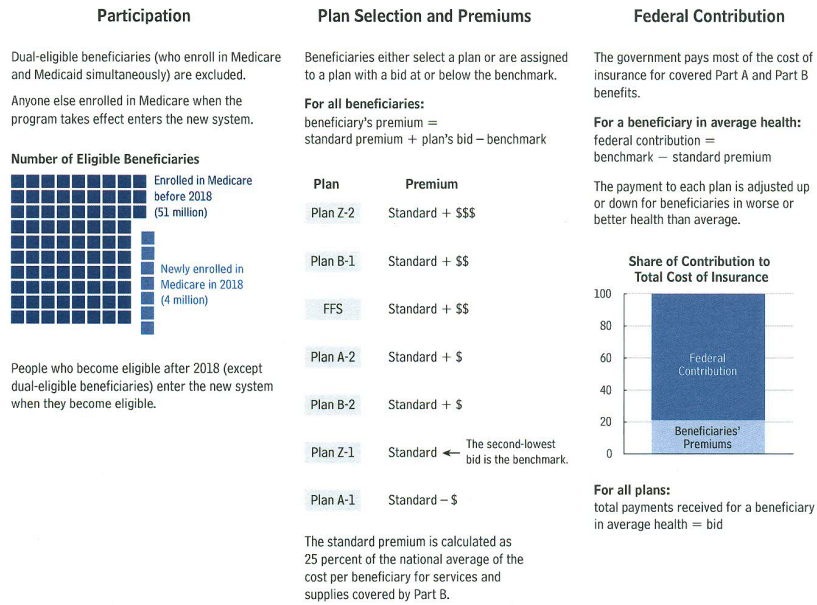 Participation
Dual-eligible beneficiaries (who enroll in Medicare
and Medicaid simultaneously) are excluded.
Anyone else enrolled in Medicare when the
program takes effect enters the new system.
Number of Eligible Beneficiaries
Enrolled in Medicare
before 2018
(51 million)
Newly enrolled in
Medicare in 2018
(4 million)
People who become eligible after 2018 (except
dual-eligible beneficiaries) enter the new system
when they become eligible.
Plan Selection and Premiums
Beneficiaries either select a plan or are assigned
to a plan with a bid at or below the benchmark.
For all beneficiaries:
beneficiary's premium =
standard premium + plan's bid – benchmark
Plan Premium
Plan Z-2 Standard + $$$
Plan B-1 Standard + $$
FFS Standard + $$
Plan A-2 Standard + $
Plan B-2 Standard + $
Plan Z-1 Standard ← The second-lowest
bid is the benchmark.
Plan A-1 Standard – $
The standard premium is calculated as
25 percent of the national average of the
cost per beneficiary for services and
supplies covered by Part B.
Federal Contribution
The government pays most of the cost of
insurance for covered Part A and Part B
benefits.
For a beneficiary in average health:
federal contribution =
benchmark – standard premium
The payment to each plan is adjusted up
or down for beneficiaries in worse or
better health than average.
Share of Contribution to
Total Cost of Insurance
100
80
60
40
20
0
Federal
Contribution
Beneficiaries'
Premiums
For all plans:
total payments received for a beneficiary
in average health = bid